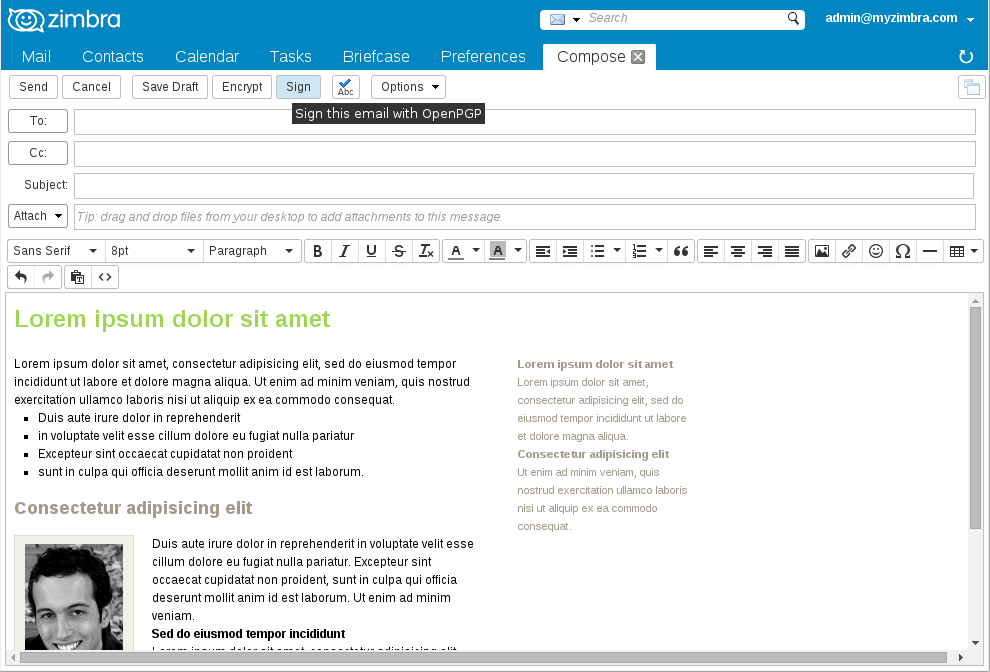 zimbra
Search
admin@myzimbra.com
Mail Contacts Calendar Tasks Briefcase Preferences Compose
Send Cancel Save Draft Encrypt Sign Abc Options
Sign this email with OpenPGP
To:
Cc:
Subject:
Attach Tip: drag and drop files from your desktop to add attachments to this message.
Sans Serif 8pt Paragraph B I U S Tx A A
Lorem ipsum dolor sit amet
Lorem ipsum dolor sit amet, consectetur adipisicing elit, sed do eiusmod tempor
incididunt ut labore et dolore magna aliqua. Ut enim ad minim veniam, quis nostrud
exercitation ullamco laboris nisi ut aliquip ex ea commodo consequat.
Duis aute irure dolor in reprehenderit
in voluptate velit esse cillum dolore eu fugiat nulla pariatur
Excepteur sint occaecat cupidatat non proident
sunt in culpa qui officia deserunt mollit anim id est laborum.
Consectetur adipisicing elit
Duis aute irure dolor in reprehenderit in voluptate velit esse
cillum dolore eu fugiat nulla pariatur. Excepteur sint
occaecat cupidatat non proident, sunt in culpa qui officia
deserunt mollit anim id est laborum. Ut enim ad minim
veniam.
Sed do eiusmod tempor incididunt
Lorem ipsum dolor sit amet, consectetur adipisicing elit,
Lorem ipsum dolor sit amet
Lorem ipsum dolor sit amet,
consectetur adipisicing elit, sed do
eiusmod tempor incididunt ut labore
et dolore magna aliqua.
Consectetur adipisicing elit
Ut enim ad minim veniam, quis
nostrud exercitation ullamco laboris
nisi ut aliquip ex ea commodo
consequat.